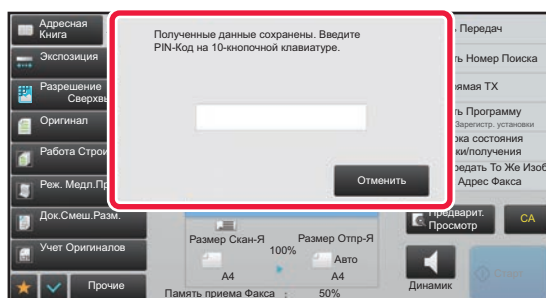 Адресная
Книга
Экспозиция
Разрешение
Сверхвы
Оригинал
Работа Строи
Реж. Медл.Пр
Док.Смеш.Разм.
Учет Оригиналов
Прочие
Полученные данные сохранены. Введите
PIN-Код на 10-кнопочной клавиатуре.
Отменить
Размер Скан-Я
100%
Размер Отпр-Я
Авто
A4
A4
Память приема Факса : 50%
Передач
ь Номер Поиска
ямая TX
ь Программу
Зарегистр. установки
ка состояния
ки/получения
редать То Же Изоб
Адрес Факса
Предварит.
Просмотр
CA
Динамик
Старт